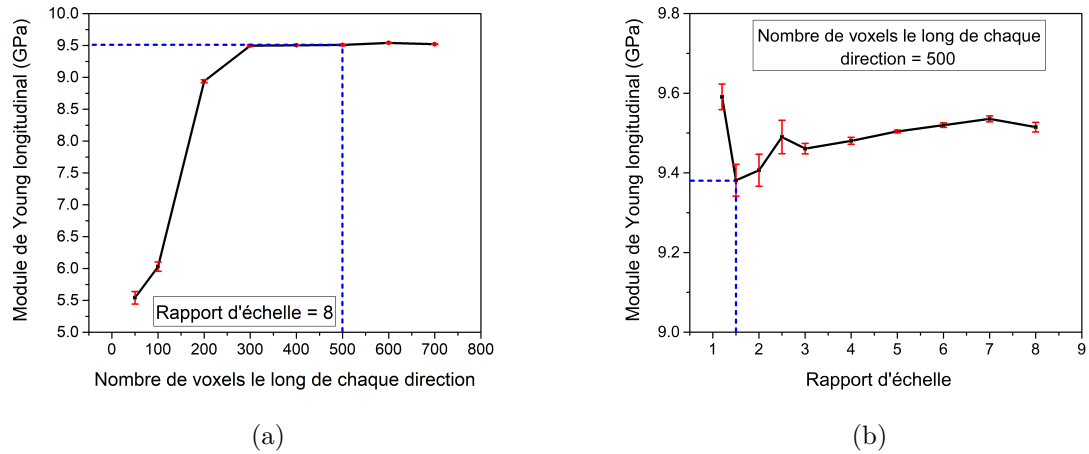 Module de Young longitudinal (GPa)
10.0
9.5
9.0
8.5
8.0
7.5
7.0
6.5
6.0
5.5
5.0
Rapport d'échelle = 8
0 100 200 300 400 500 600 700 800
Nombre de voxels le long de chaque direction
(a)
Module de Young longitudinal (GPa)
9.8
9.6
9.4
9.2
9.0
Nombre de voxels le long de chaque
direction = 500
1 2 3 4 5 6 7 8 9
Rapport d'échelle
(b)